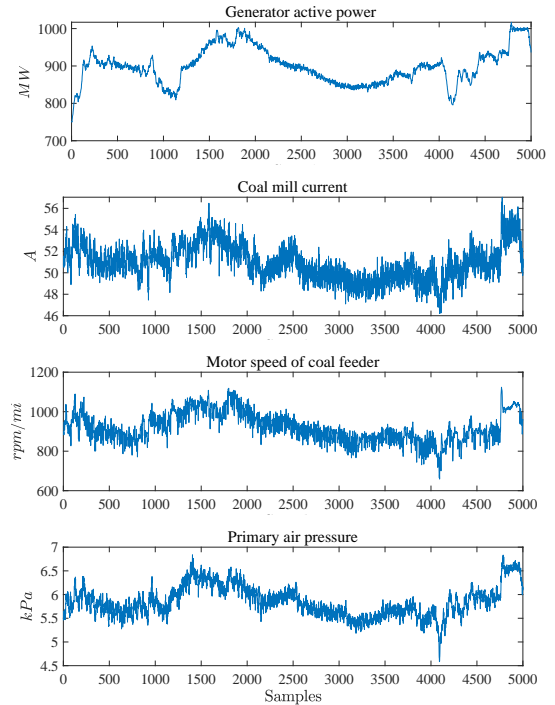 Generator active power
1000
900
800
700
MW
0 500 1000 1500 2000 2500 3000 3500 4000 4500 5000
Coal mill current
56
54
52
50
48
46
A
0 500 1000 1500 2000 2500 3000 3500 4000 4500 5000
Motor speed of coal feeder
1200
1000
800
600
rpm/mi
0 500 1000 1500 2000 2500 3000 3500 4000 4500 5000
Primary air pressure
7
6.5
6
5.5
5
4.5
kPa
0 500 1000 1500 2000 2500 3000 3500 4000 4500 5000
Samples